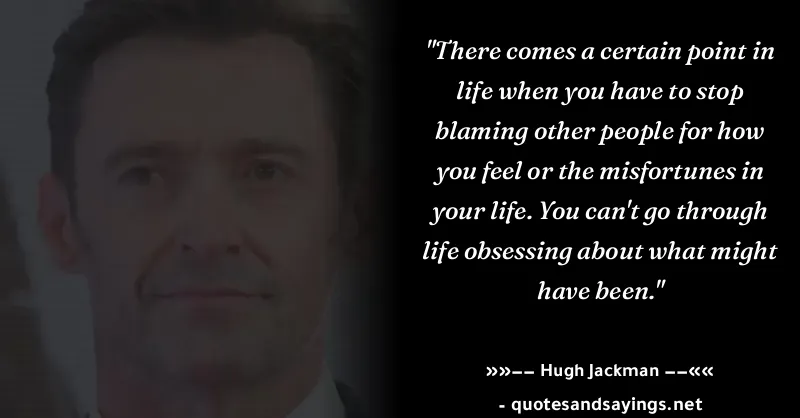 "There comes a certain point in
life when you have to stop
blaming other people for how
you feel or the misfortunes in
your life. You can't go through
life obsessing about what might
have been."
»»−− Hugh Jackman −−««
- quotesandsayings.net